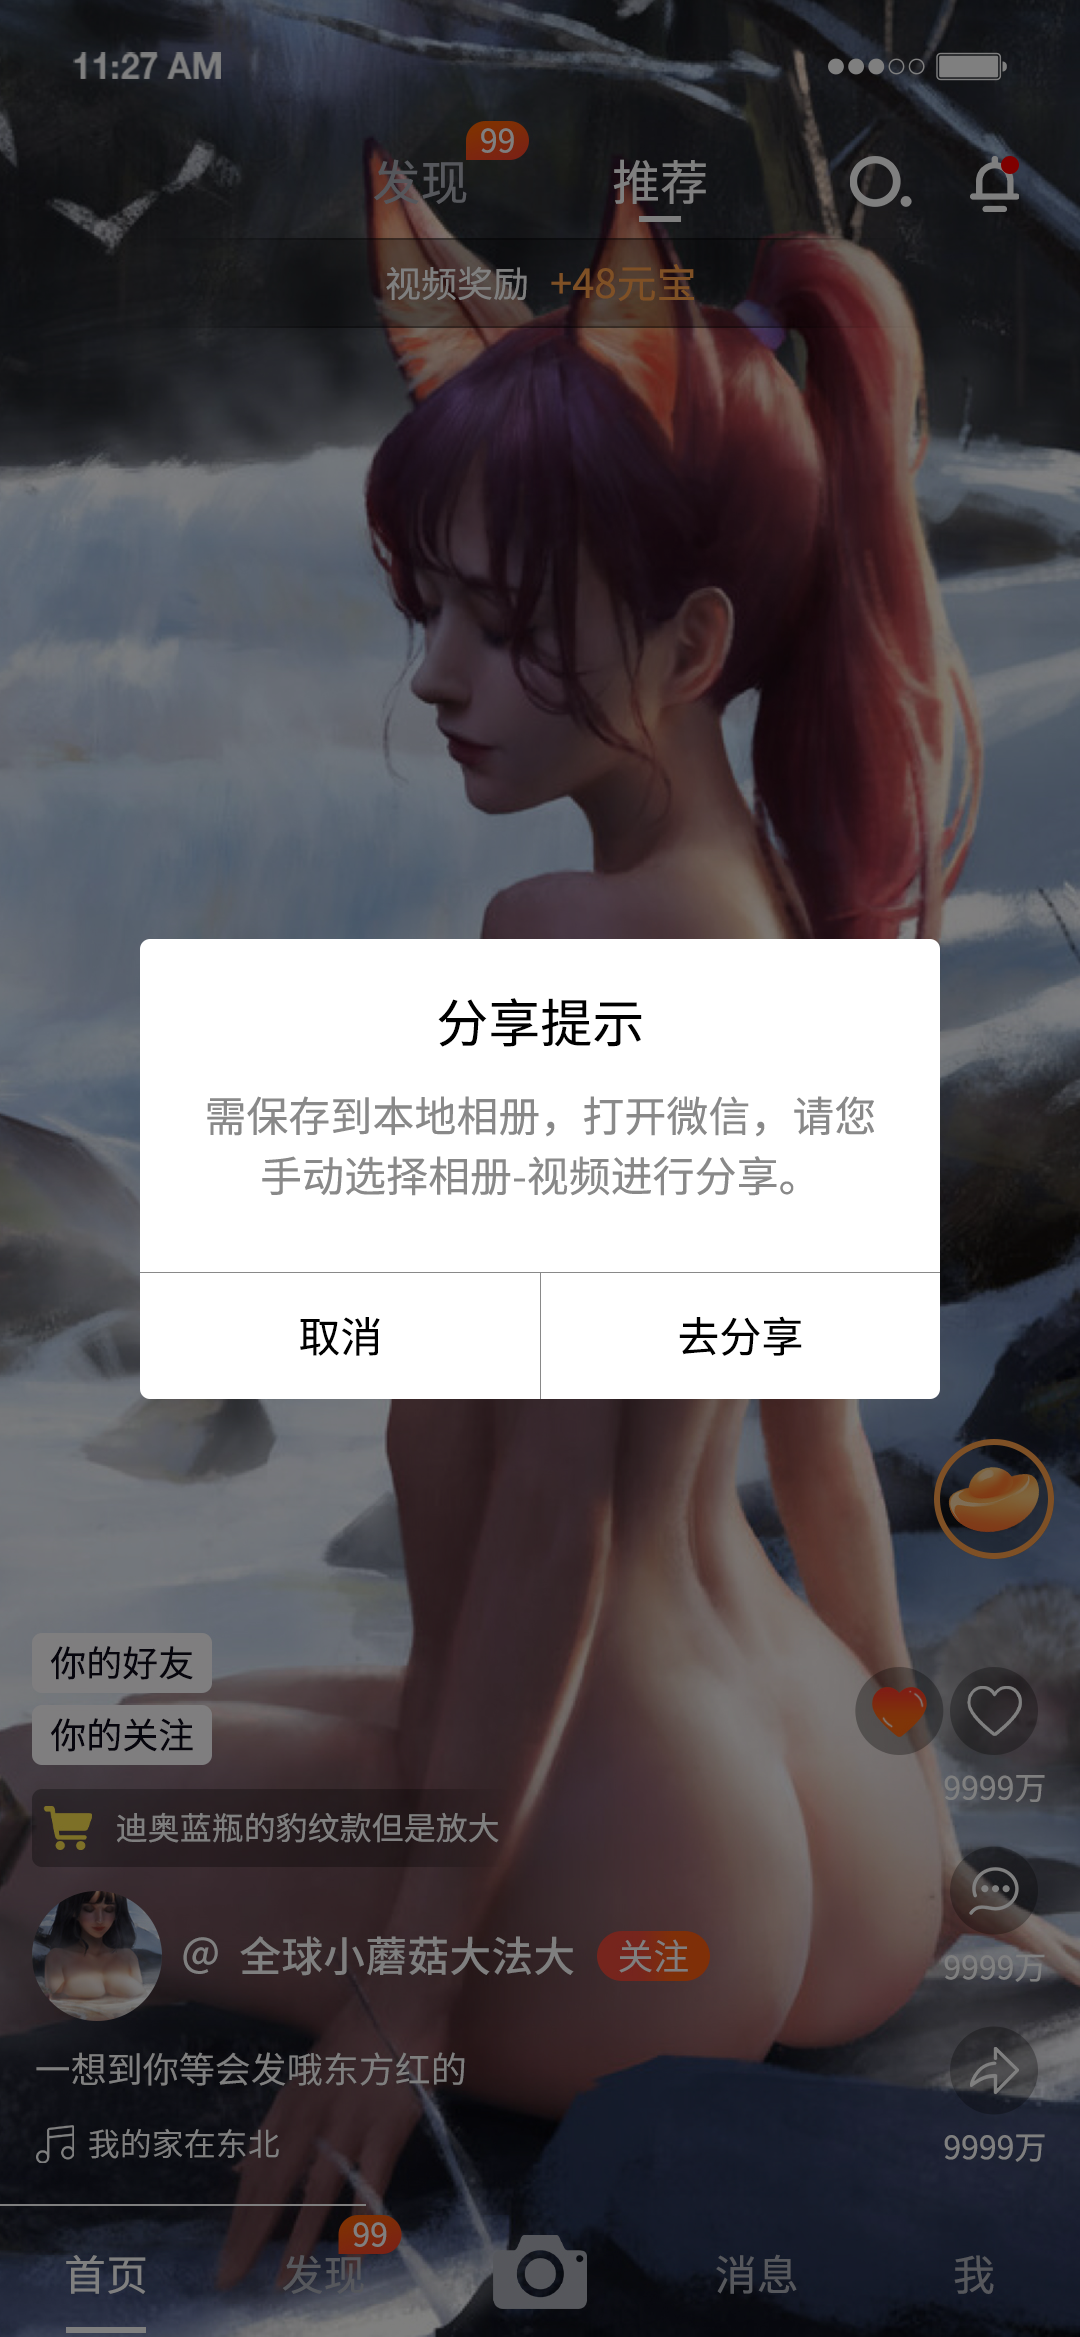 11:27 AM
发现
99
推荐
视频奖励 +48元宝
分享提示
需保存到本地相册，打开微信，请您
手动选择相册-视频进行分享。
取消
去分享
你的好友
你的关注
9999万
迪奥蓝瓶的豹纹款但是放大
@ 全球小蘑菇大法大
关注
9999万
一想到你等会发哦东方红的
我的家在东北
9999万
首页
发现
99
消息
我